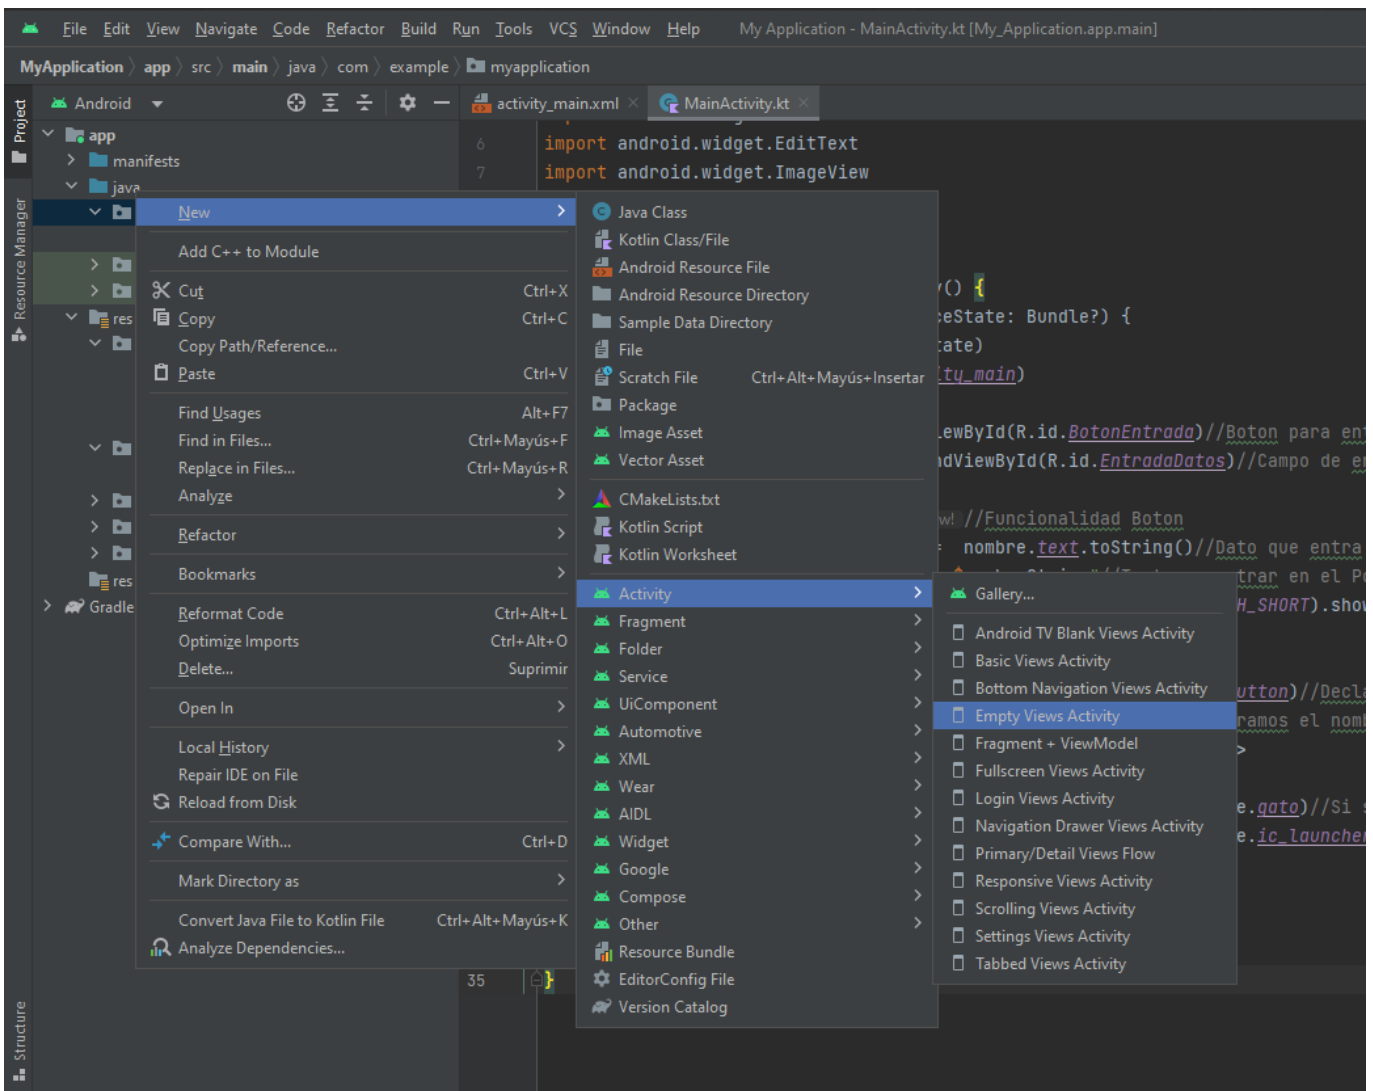 File Edit View Navigate Code Refactor Build Run Tools VCS Window Help My Application - MainActivity.kt [My_Application.app.main]
MyApplication app src main java com example myapplication
Project
Resource Manager
Structure
Android
app
manifests
java
res
res
Gradle
activity_main.xml
MainActivity.kt
6 import android.widget.EditText
7 import android.widget.ImageView
() {
State: Bundle?) {
ate)
ity_main)
ewById(R.id.BotonEntrada)//Boton para en
dViewById(R.id.EntradaDatos)//Campo de e
//Funcionalidad Boton
= nombre.text.toString()//Dato que entra
trar en el P
H_SHORT).show
utton)//Decla
ramos el nom
>
e.gato)//Si
e.ic_launcher
35 }
New
Add C++ to Module
Cut Ctrl+X
Copy Ctrl+C
Copy Path/Reference...
Paste Ctrl+V
Find Usages Alt+F7
Find in Files... Ctrl+Mayús+F
Replace in Files... Ctrl+Mayús+R
Analyze
Refactor
Bookmarks
Reformat Code Ctrl+Alt+L
Optimize Imports Ctrl+Alt+O
Delete... Suprimir
Open In
Local History
Repair IDE on File
Reload from Disk
Compare With... Ctrl+D
Mark Directory as
Convert Java File to Kotlin File Ctrl+Alt+Mayús+K
Analyze Dependencies...
Java Class
Kotlin Class/File
Android Resource File
Android Resource Directory
Sample Data Directory
File
Scratch File Ctrl+Alt+Mayús+Insertar
Package
Image Asset
Vector Asset
CMakeLists.txt
Kotlin Script
Kotlin Worksheet
Activity
Fragment
Folder
Service
UiComponent
Automotive
XML
Wear
AIDL
Widget
Google
Compose
Other
Resource Bundle
EditorConfig File
Version Catalog
Gallery...
Android TV Blank Views Activity
Basic Views Activity
Bottom Navigation Views Activity
Empty Views Activity
Fragment + ViewModel
Fullscreen Views Activity
Login Views Activity
Navigation Drawer Views Activity
Primary/Detail Views Flow
Responsive Views Activity
Scrolling Views Activity
Settings Views Activity
Tabbed Views Activity